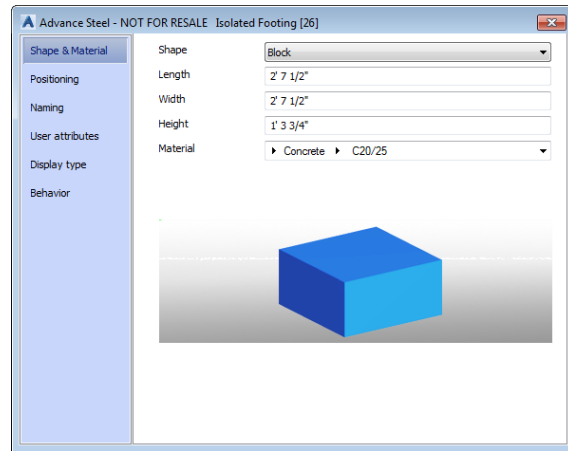 Advance Steel - NOT FOR RESALE  Isolated Footing [26]
Shape & Material
Positioning
Naming
User attributes
Display type
Behavior
Shape Block
Length 2' 7 1/2"
Width 2' 7 1/2"
Height 1' 3 3/4"
Material Concrete C20/25